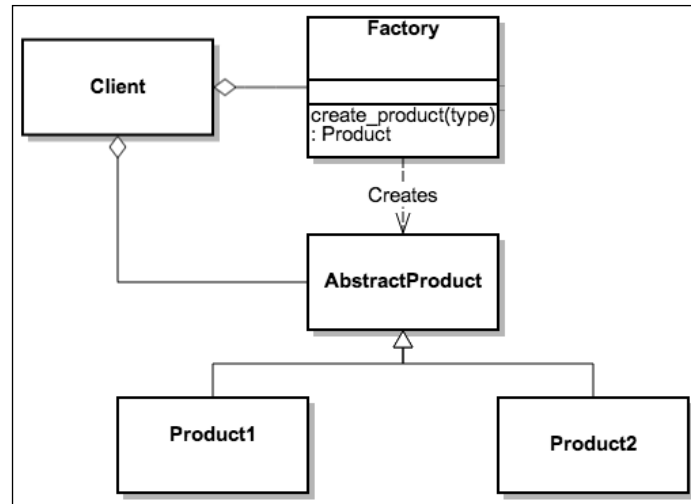 Factory
Client
create_product(type)
: Product
Creates
AbstractProduct
Product1
Product2